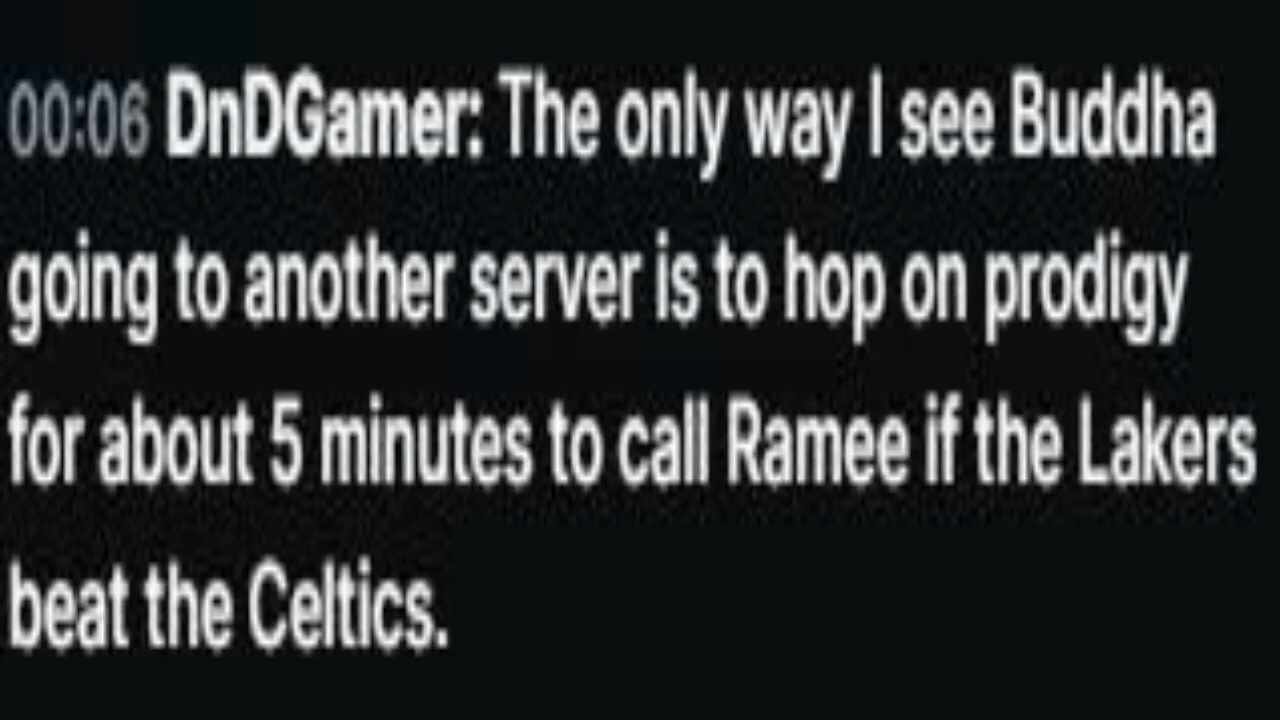 00:06 DnDGamer: The only way I see Buddha
going to another server is to hop on prodigy
for about 5 minutes to call Ramee if the Lakers
beat the Celtics.